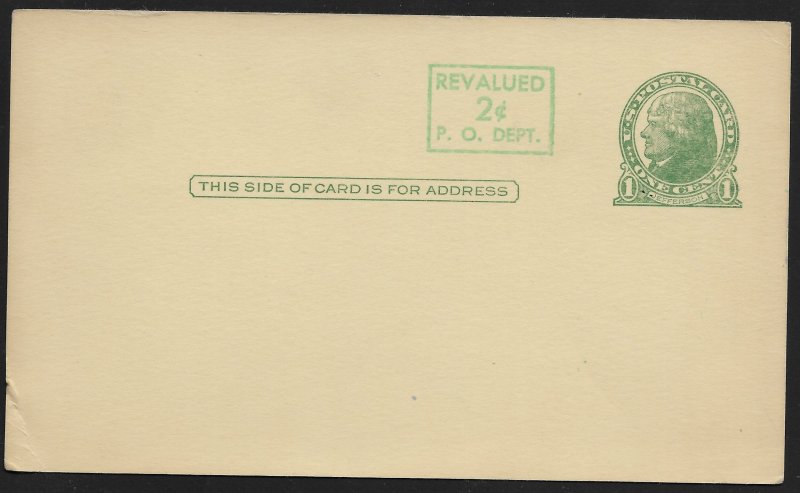 REVALUED
2¢
P. O. DEPT.
U.S. POSTAL CARD
1 ONE CENT 1
JEFFERSON
THIS SIDE OF CARD IS FOR ADDRESS